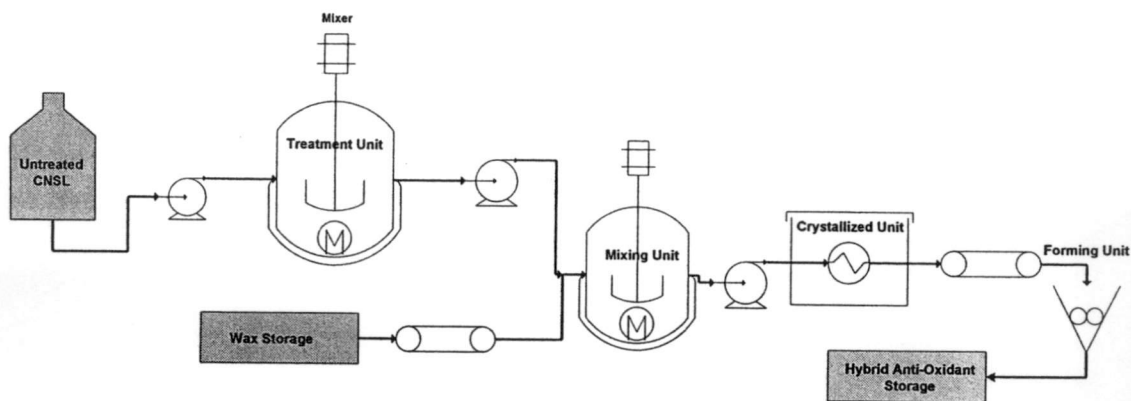 Mixer
Untreated
CNSL
Treatment Unit
M
Wax Storage
Mixing Unit
M
Crystallized Unit
Forming Unit
Hybrid Anti-Oxidant
Storage